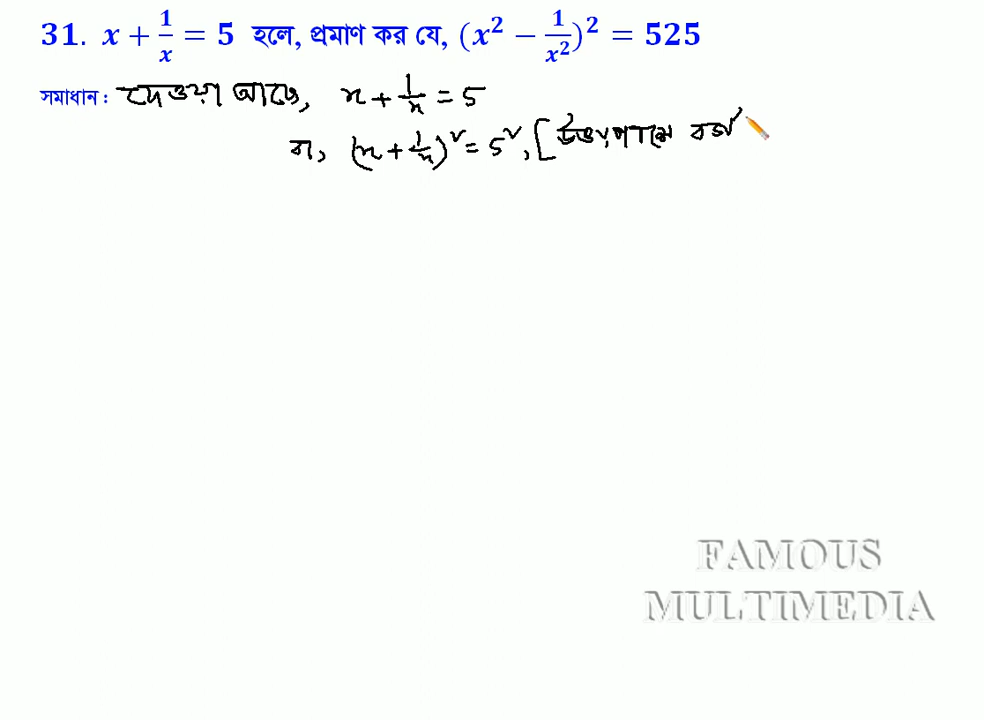 31. x + 1/x = 5 হলে, প্রমাণ কর যে, (x² − 1/x²)² = 525
সমাধান : দেওয়া আছে, x + 1/x = 5
বা, (x + 1/x)² = 5², [উভয়পক্ষে বর্গ
FAMOUS
MULTIMEDIA